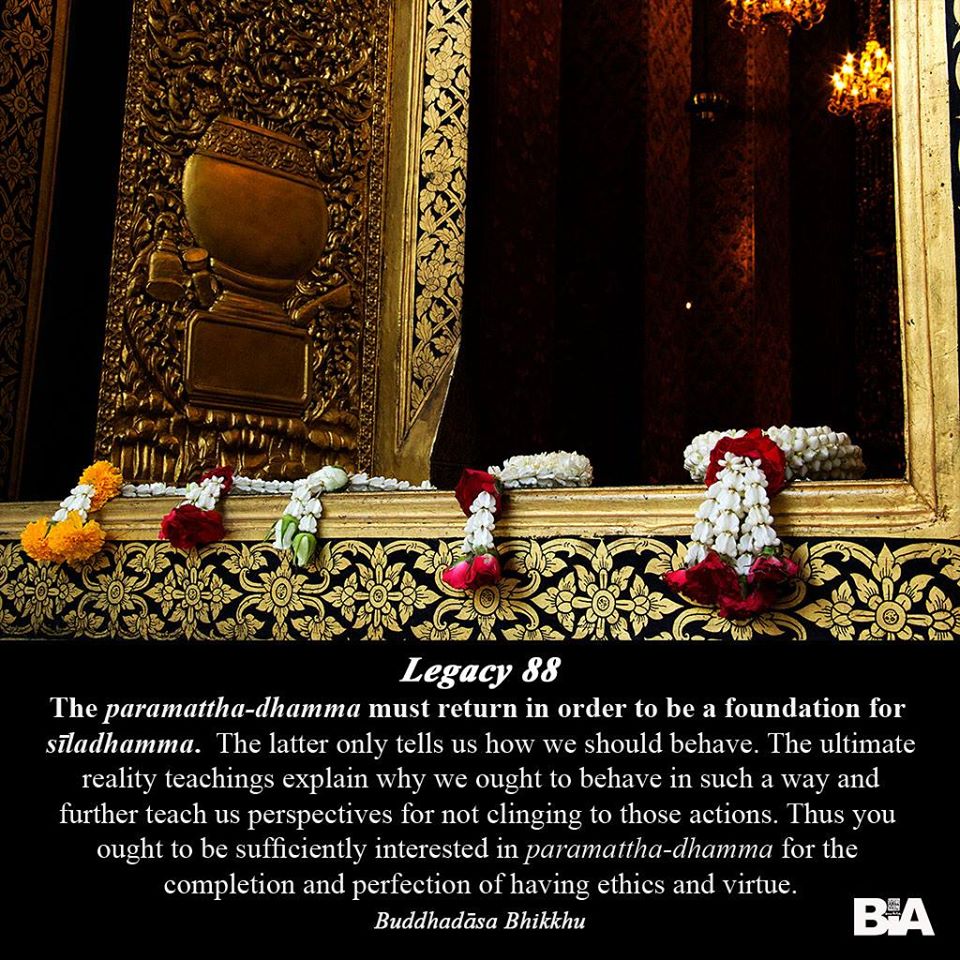 Legacy 88
The paramattha-dhamma must return in order to be a foundation for
sīladhamma. The latter only tells us how we should behave. The ultimate
reality teachings explain why we ought to behave in such a way and
further teach us perspectives for not clinging to those actions. Thus you
ought to be sufficiently interested in paramattha-dhamma for the
completion and perfection of having ethics and virtue.
Buddhadāsa Bhikkhu
BIA